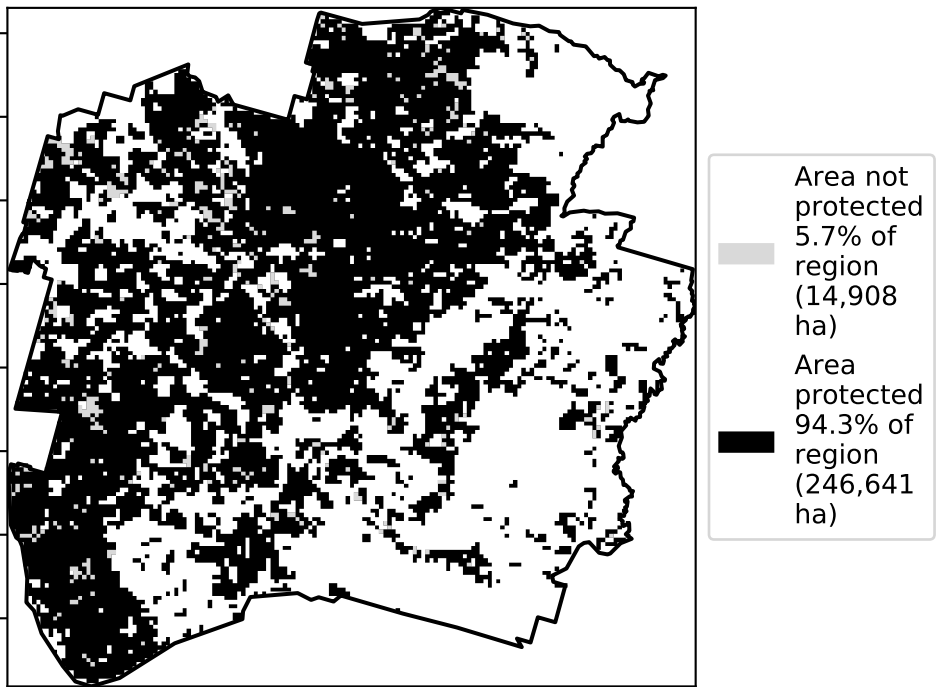 Area not
protected
5.7% of
region
(14,908
ha)
Area
protected
94.3% of
region
(246,641
ha)